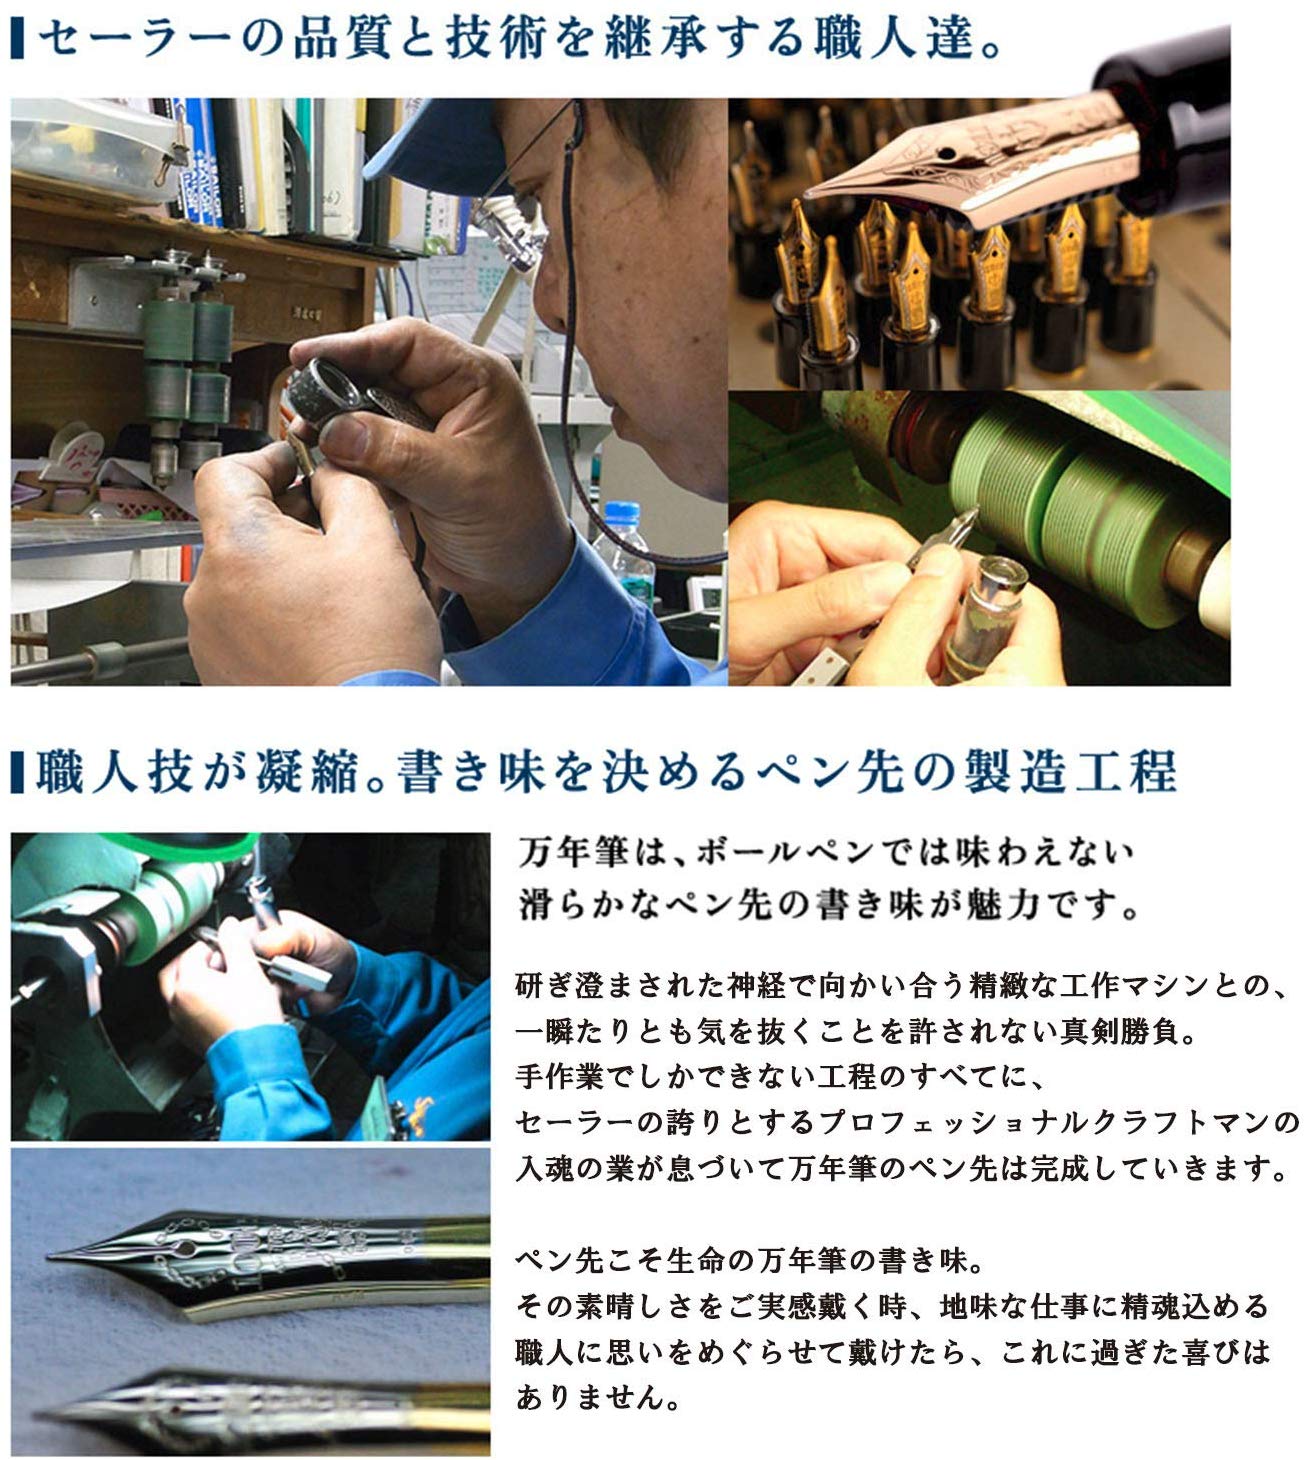 セーラーの品質と技術を継承する職人達。
職人技が凝縮。書き味を決めるペン先の製造工程
万年筆は、ボールペンでは味わえない
滑らかなペン先の書き味が魅力です。
研ぎ澄まされた神経で向かい合う精緻な工作マシンとの、
一瞬たりとも気を抜くことを許されない真剣勝負。
手作業でしかできない工程のすべてに、
セーラーの誇りとするプロフェッショナルクラフトマンの
入魂の業が息づいて万年筆のペン先は完成していきます。
ペン先こそ生命の万年筆の書き味。
その素晴しさをご実感戴く時、地味な仕事に精魂込める
職人に思いをめぐらせて戴けたら、これに過ぎた喜びは
ありません。